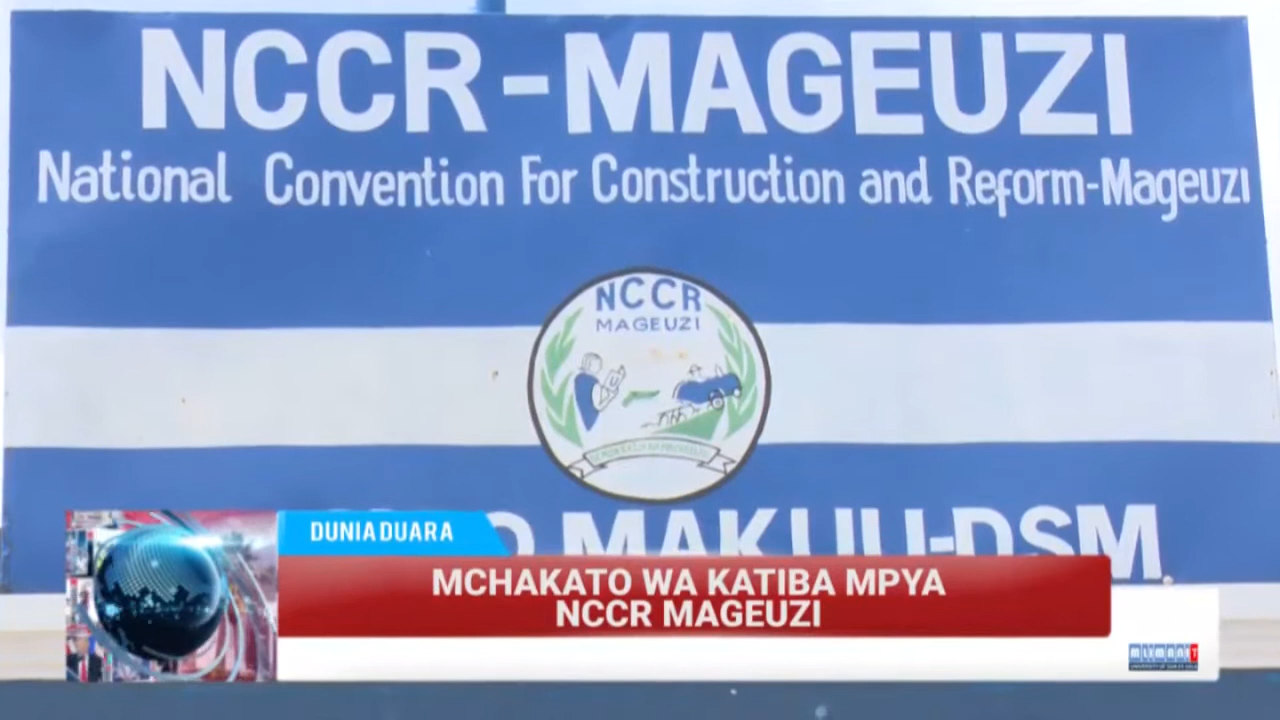 NCCR-MAGEUZI
National Convention For Construction and Reform-Mageuzi
NCCR
MAGEUZI
MAKUU-DSM
DUNIA DUARA
MCHAKATO WA KATIBA MPYA
NCCR MAGEUZI
MLIMANI T